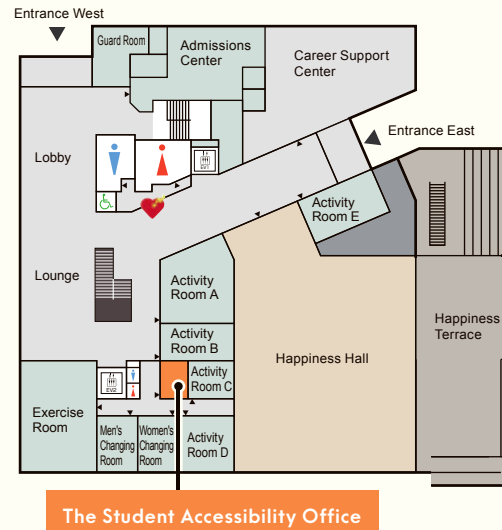 Entrance West
Guard Room
Admissions
Center
Career Support
Center
EV1
Entrance East
Lobby
Activity
Room E
Lounge
Activity
Room A
Happiness
Terrace
Activity
Room B
Happiness Hall
EV2
Activity
Room C
Exercise
Room
Men's
Changing
Room
Women's
Changing
Room
Activity
Room D
The Student Accessibility Office